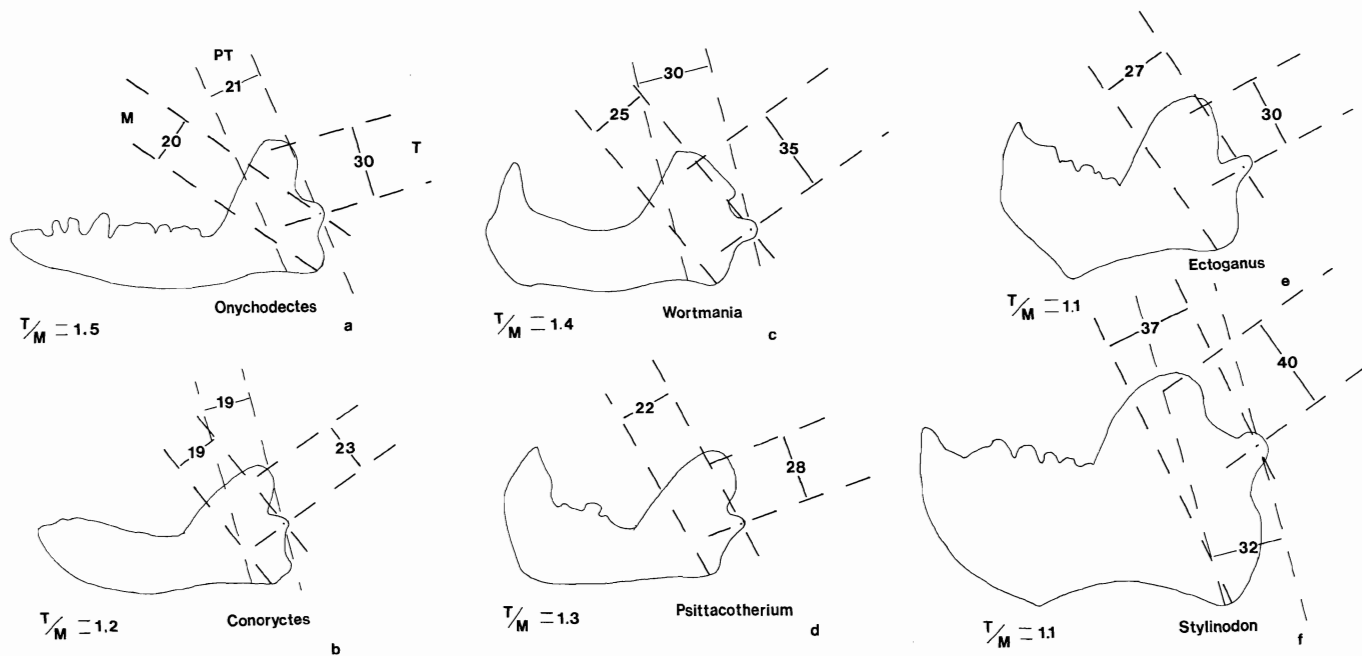 PT
21
M
20
30
T
Onychodectes
T/M = 1.5
a
19
19
23
T/M = 1.2
Conoryctes
b
30
25
35
Wortmania
T/M = 1.4
c
22
28
T/M = 1.3
Psittacotherium
d
27
30
Ectoganus
e
T/M = 1.1
37
40
32
T/M = 1.1
Stylinodon
f